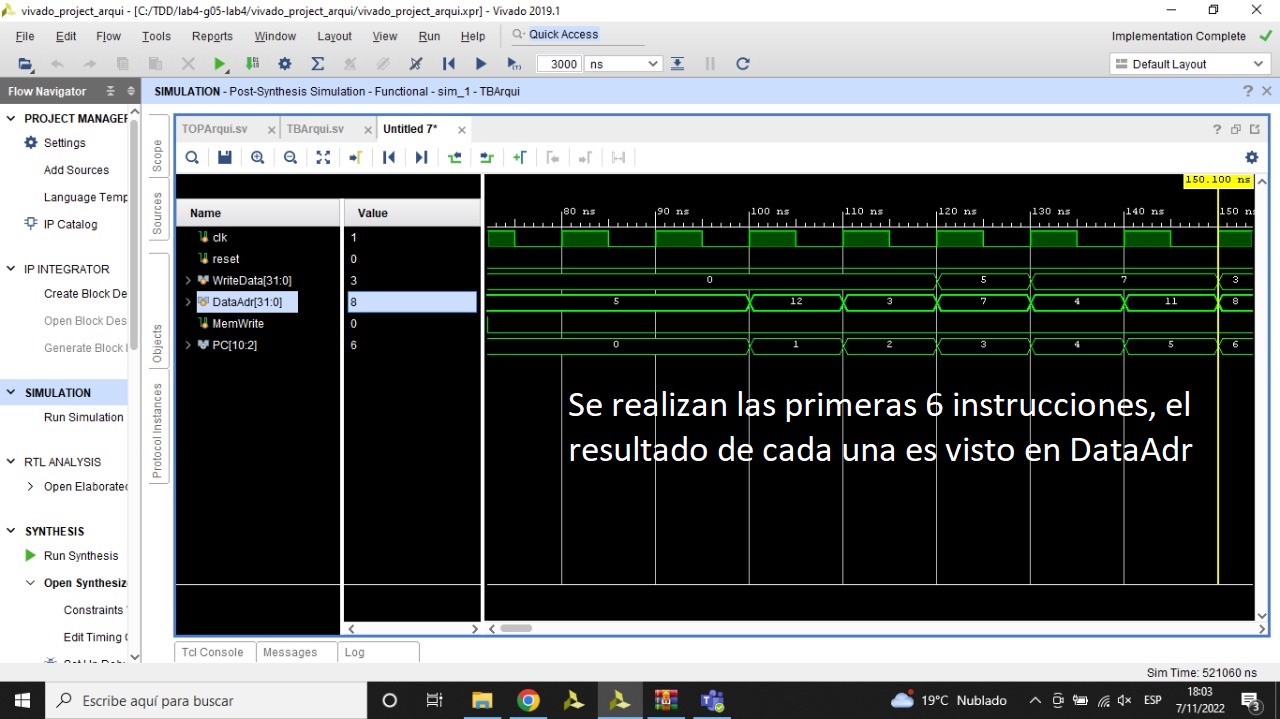 vivado_project_arqui - [C:/TDD/lab4-g05-lab4/vivado_project_arqui/vivado_project_arqui.xpr] - Vivado 2019.1
File Edit Flow Tools Reports Window Layout View Run Help Quick Access Implementation Complete
3000 ns Default Layout
Flow Navigator SIMULATION - Post-Synthesis Simulation - Functional - sim_1 - TBArqui
PROJECT MANAGER
Settings
Add Sources
Language Temp
IP Catalog
IP INTEGRATOR
Create Block De
Open Block Des
Generate Block
SIMULATION
Run Simulation
RTL ANALYSIS
Open Elaborated
SYNTHESIS
Run Synthesis
Open Synthesiz
Constraints
Edit Timing
Scope
Sources
Objects
Protocol Instances
TOPArqui.sv TBArqui.sv Untitled 7*
150.100 ns
Name Value 80 ns 90 ns 100 ns 110 ns 120 ns 130 ns 140 ns 150 n
clk 1
reset 0
WriteData[31:0] 3 0 5 7 3
DataAdr[31:0] 8 5 12 3 7 4 11 8
MemWrite 0
PC[10:2] 6 0 1 2 3 4 5 6
Se realizan las primeras 6 instrucciones, el
resultado de cada una es visto en DataAdr
Tcl Console Messages Log
Sim Time: 521060 ns
Escribe aquí para buscar 19°C Nublado ESP 18:03
7/11/2022 3